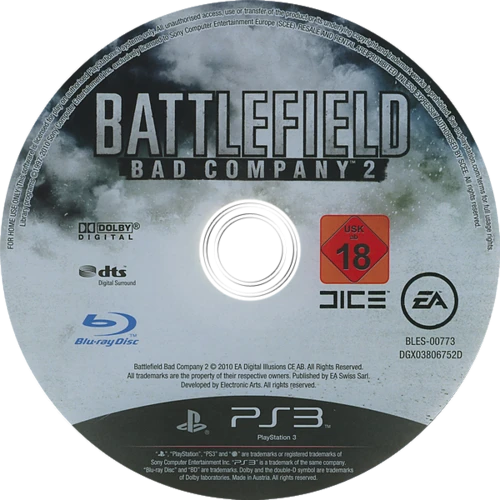 BATTLEFIELD
BAD COMPANY™ 2
DOLBY®
DIGITAL
dts
Digital Surround
USK
ab
18
DICE
EA
Blu-ray Disc
BLES-00773
DGX03806752D
Battlefield Bad Company 2 © 2010 EA Digital Illusions CE AB. All Rights Reserved.
All trademarks are the property of their respective owners. Published by EA Swiss Sarl.
Developed by Electronic Arts. All rights reserved.
PS3™
PlayStation 3
", "PlayStation", "PS3" and " " are trademarks or registered trademarks of
Sony Computer Entertainment Inc. "PS3" is a trademark of the same company.
"Blu-ray Disc" and "BD" are trademarks. Dolby and the double-D symbol are trademarks
of Dolby laboratories. Made in Austria. All rights reserved.